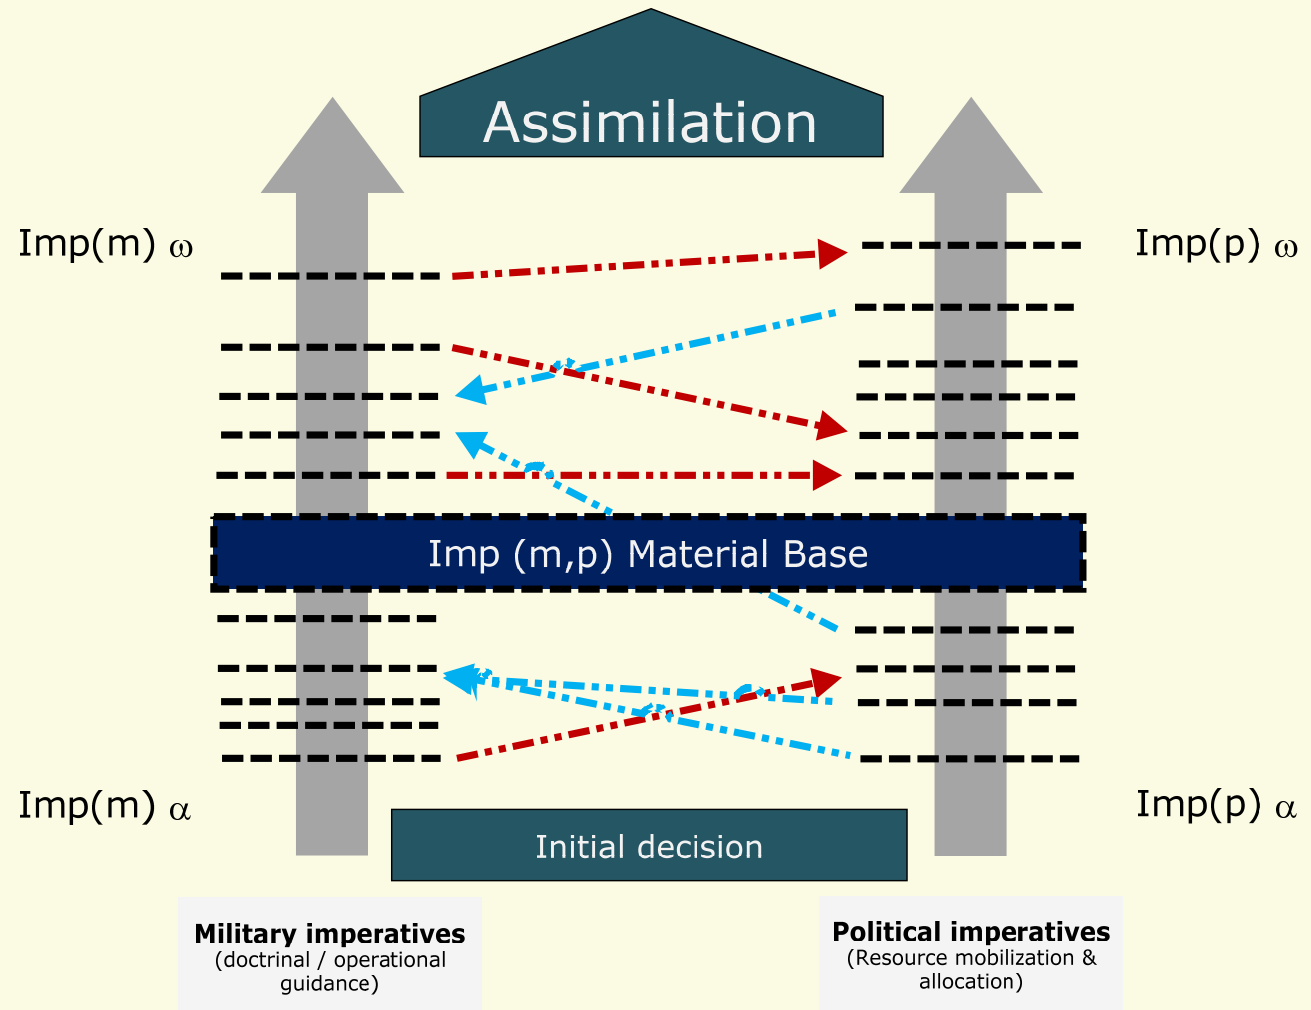 Assimilation
Imp(m) ω
Imp(p) ω
Imp (m,p) Material Base
Imp(m) α
Imp(p) α
Initial decision
Military imperatives
(doctrinal / operational
guidance)
Political imperatives
(Resource mobilization &
allocation)